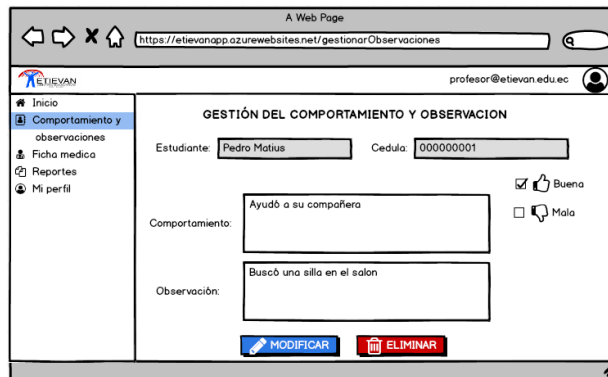 A Web Page
https://etievanapp.azurewebsites.net/gestionarObservaciones
ETIEVAN
profesor@etievan.edu.ec
Inicio
Comportamiento y
observaciones
Ficha medica
Reportes
Mi perfil
GESTIÓN DEL COMPORTAMIENTO Y OBSERVACION
Estudiante: Pedro Matius Cedula: 000000001
Buena
Mala
Comportamiento: Ayudó a su compañera
Observación: Buscó una silla en el salon
MODIFICAR ELIMINAR